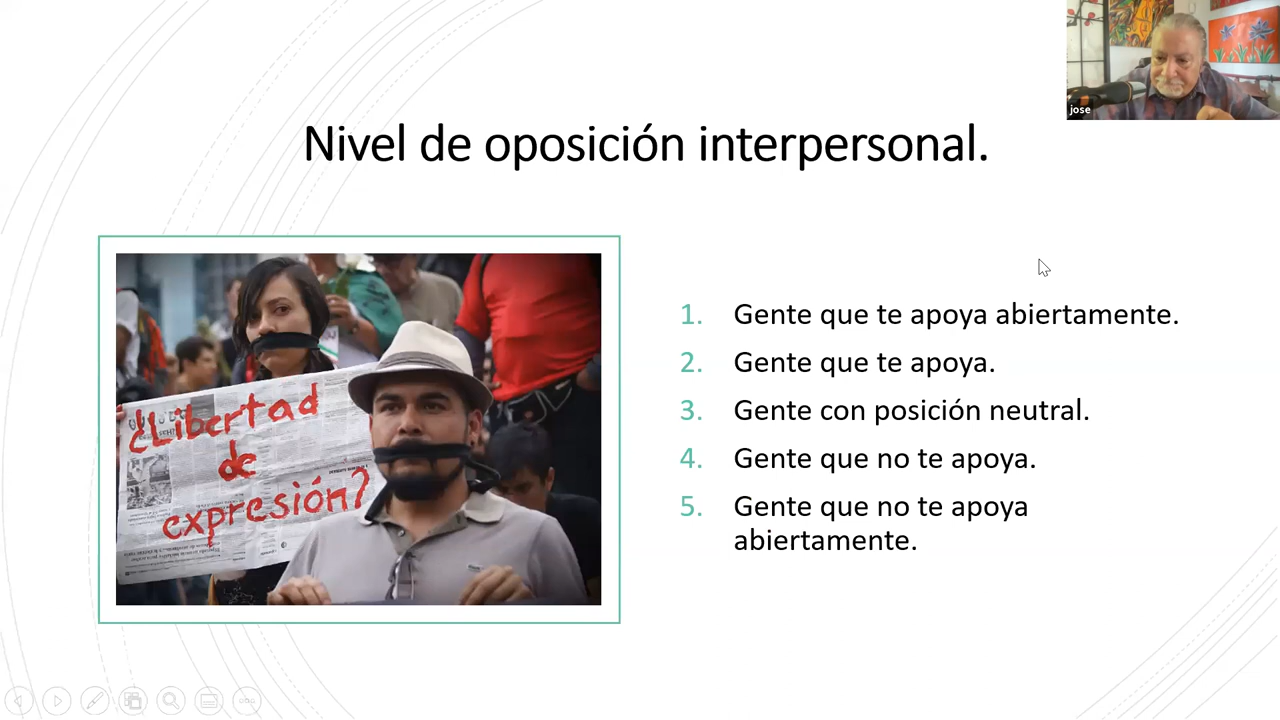 jose
Nivel de oposición interpersonal.
¿Libertad
de
expresión?
1. Gente que te apoya abiertamente.
2. Gente que te apoya.
3. Gente con posición neutral.
4. Gente que no te apoya.
5. Gente que no te apoya
abiertamente.